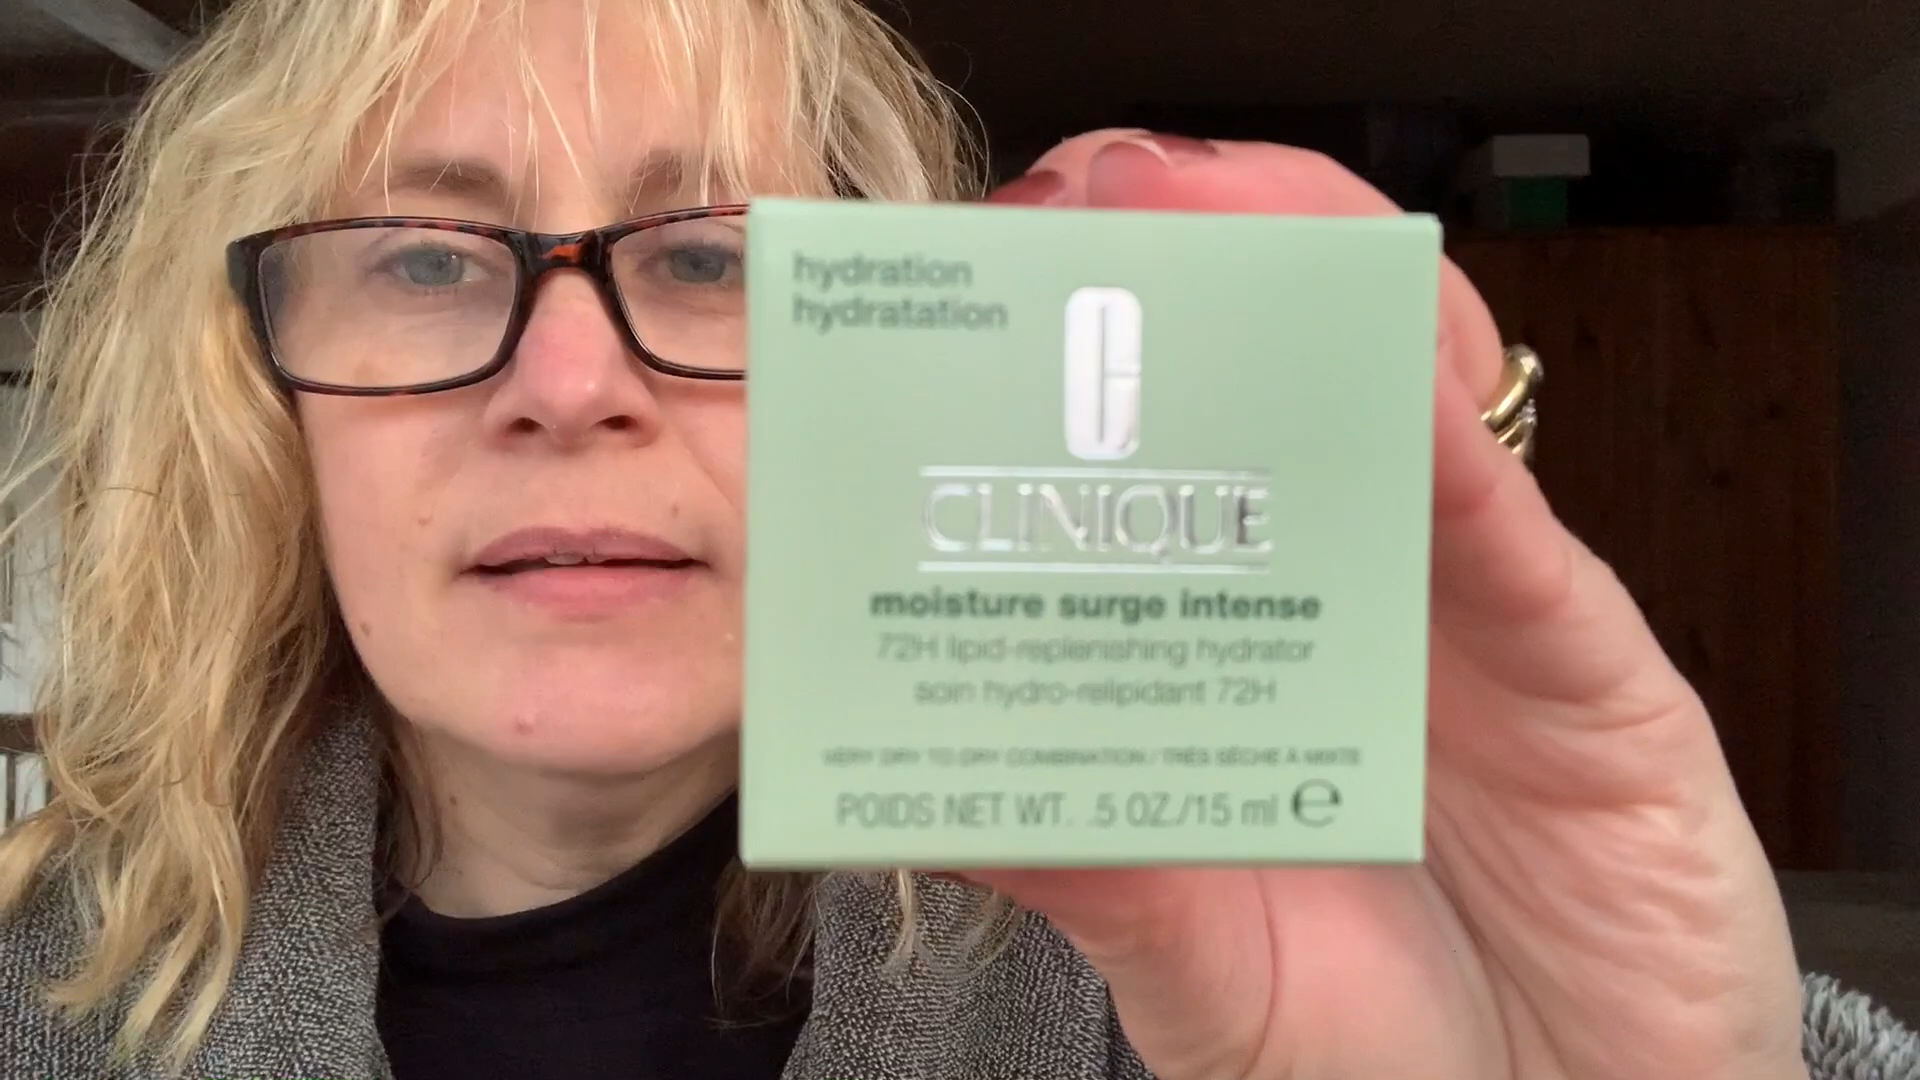 hydration
hydratation
CLINIQUE
moisture surge intense
72H lipid-replenishing hydrator
soin hydro-relipidant 72H
VERY DRY TO DRY COMBINATION / TRÈS SÈCHE À MIXTE
POIDS NET WT. .5 OZ./15 ml ℮